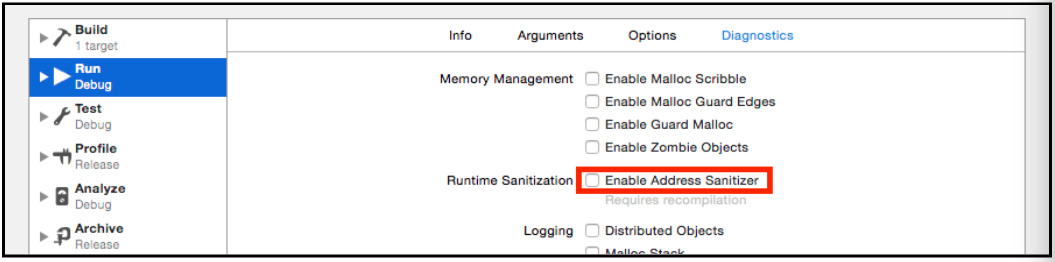 Build
1 target
Run
Debug
Test
Debug
Profile
Release
Analyze
Debug
Archive
Release
Info Arguments Options Diagnostics
Memory Management Enable Malloc Scribble
Enable Malloc Guard Edges
Enable Guard Malloc
Enable Zombie Objects
Runtime Sanitization Enable Address Sanitizer
Requires recompilation
Logging Distributed Objects
Malloc Stack